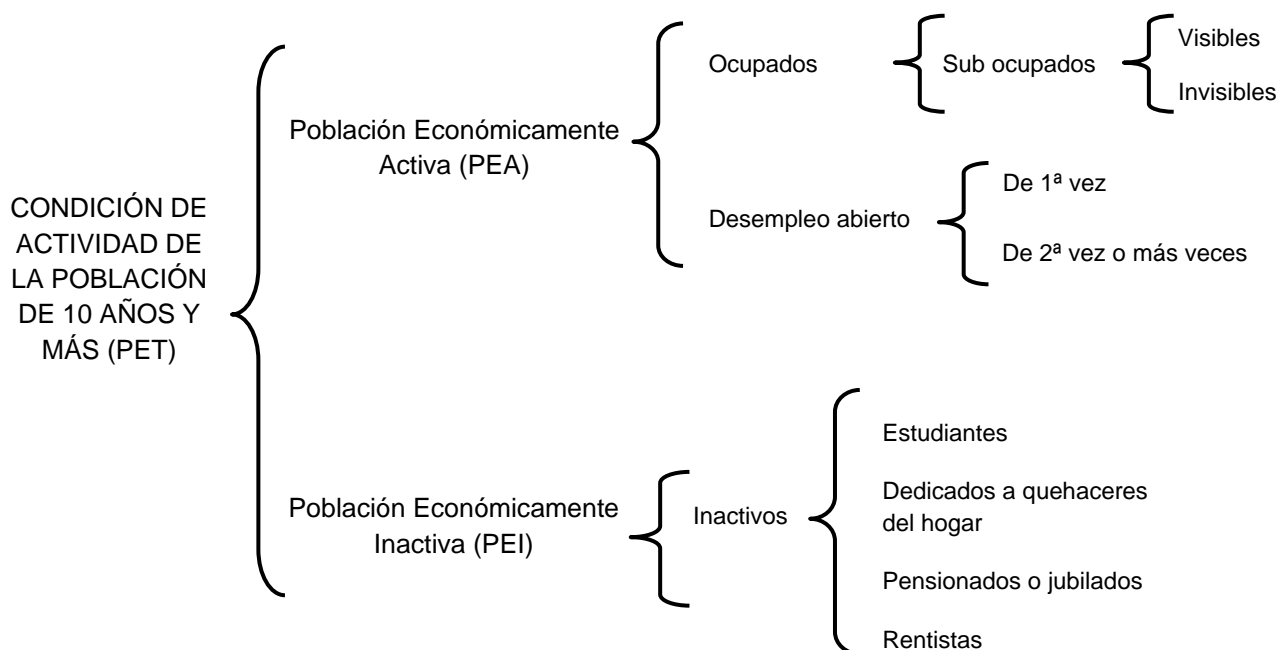 CONDICIÓN DE
ACTIVIDAD DE
LA POBLACIÓN
DE 10 AÑOS Y
MÁS (PET)
Población Económicamente
Activa (PEA)
Ocupados
Sub ocupados
Visibles
Invisibles
Desempleo abierto
De 1ª vez
De 2ª vez o más veces
Población Económicamente
Inactiva (PEI)
Inactivos
Estudiantes
Dedicados a quehaceres
del hogar
Pensionados o jubilados
Rentistas